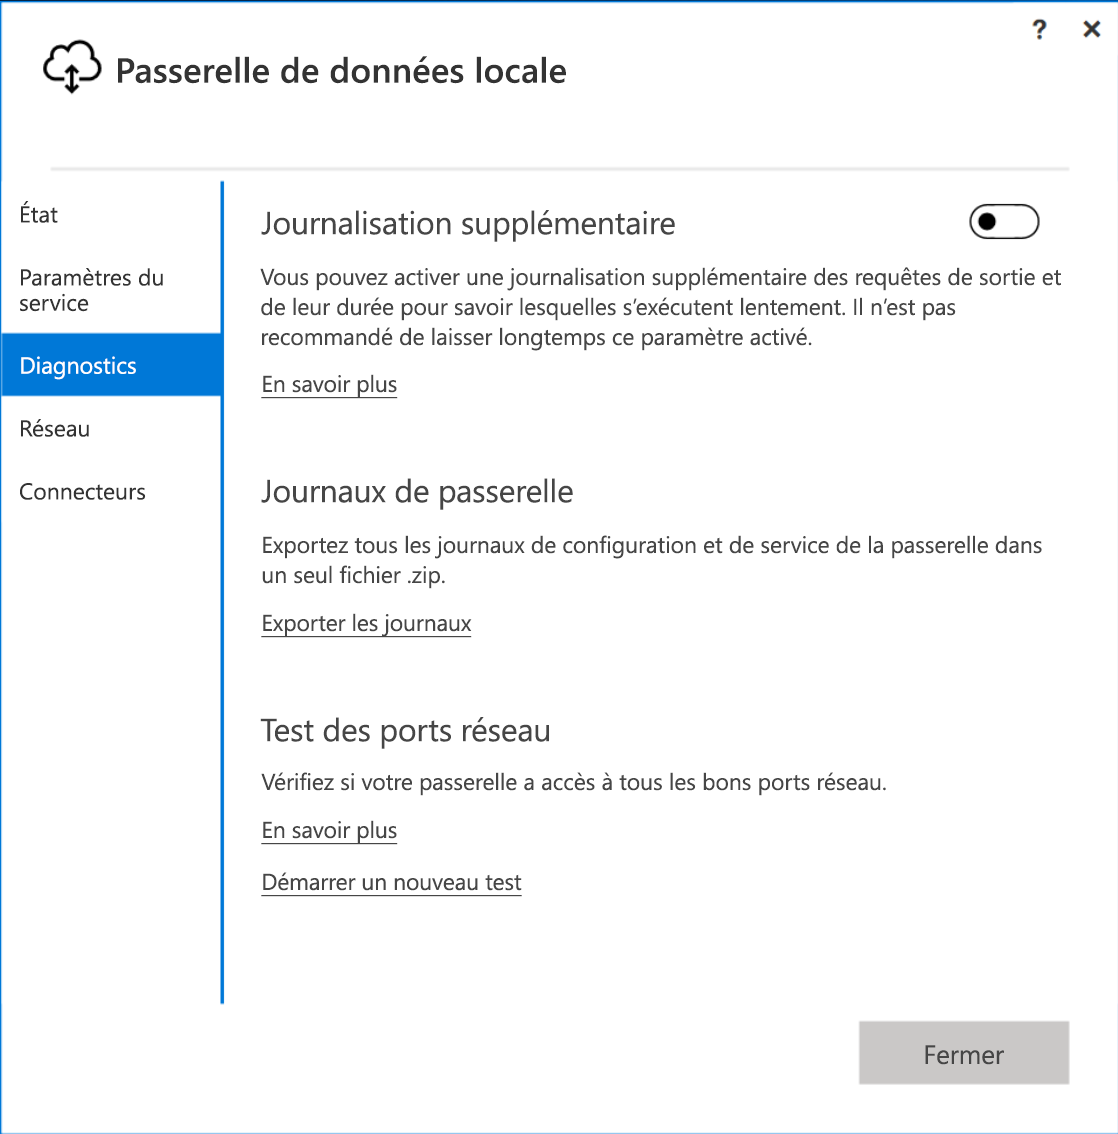 ?
Passerelle de données locale
État
Paramètres du
service
Diagnostics
Réseau
Connecteurs
Journalisation supplémentaire
Vous pouvez activer une journalisation supplémentaire des requêtes de sortie et
de leur durée pour savoir lesquelles s’exécutent lentement. Il n’est pas
recommandé de laisser longtemps ce paramètre activé.
En savoir plus
Journaux de passerelle
Exportez tous les journaux de configuration et de service de la passerelle dans
un seul fichier .zip.
Exporter les journaux
Test des ports réseau
Vérifiez si votre passerelle a accès à tous les bons ports réseau.
En savoir plus
Démarrer un nouveau test
Fermer